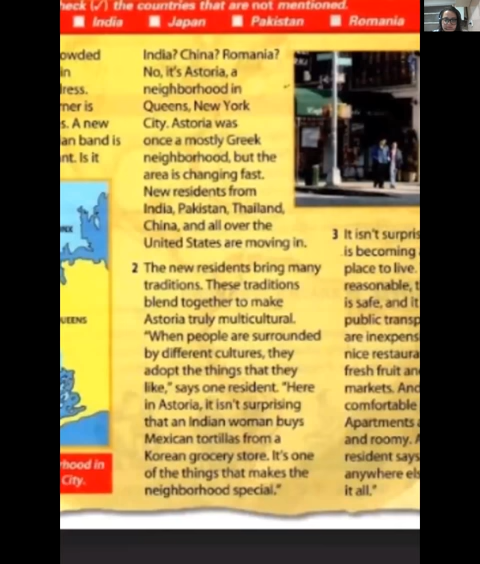 heck (✓) the countries that are not mentioned.
India
Japan
Pakistan
Romania
owded
in
ress.
ner is
s. A new
an band is
nt. Is it
UEENS
hood in
City.
India? China? Romania?
No, it's Astoria, a
neighborhood in
Queens, New York
City. Astoria was
once a mostly Greek
neighborhood, but the
area is changing fast.
New residents from
India, Pakistan, Thailand,
China, and all over the
United States are moving in.
2 The new residents bring many
traditions. These traditions
blend together to make
Astoria truly multicultural.
"When people are surrounded
by different cultures, they
adopt the things that they
like," says one resident. "Here
in Astoria, it isn't surprising
that an Indian woman buys
Mexican tortillas from a
Korean grocery store. It's one
of the things that makes the
neighborhood special."
3 It isn't surpris
is becoming
place to live.
reasonable, t
is safe, and it
public transp
are inexpens
nice restaura
fresh fruit an
markets. And
comfortable
Apartments a
and roomy. A
resident says
anywhere els
it all."